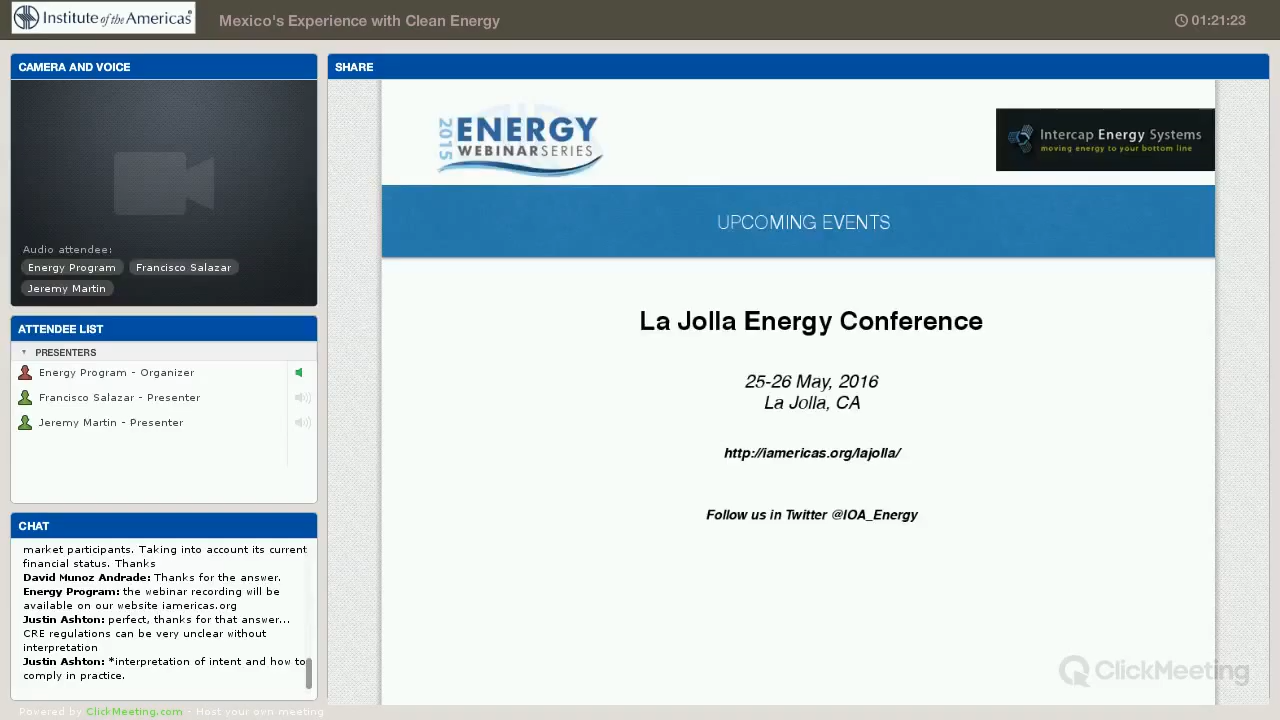 Institute of the Americas
Mexico's Experience with Clean Energy
01:21:23
CAMERA AND VOICE
Audio attendee:
Energy Program
Francisco Salazar
Jeremy Martin
ATTENDEE LIST
PRESENTERS
Energy Program - Organizer
Francisco Salazar - Presenter
Jeremy Martin - Presenter
CHAT
market participants. Taking into account its current
financial status. Thanks
David Munoz Andrade: Thanks for the answer.
Energy Program: the webinar recording will be
available on our website iamericas.org
Justin Ashton: perfect, thanks for that answer...
CRE regulations can be very unclear without
interpretation
Justin Ashton: *interpretation of intent and how to
comply in practice.
Powered by ClickMeeting.com - Host your own meeting
SHARE
2015 ENERGY
WEBINAR SERIES
Intercap Energy Systems
moving energy to your bottom line
UPCOMING EVENTS
La Jolla Energy Conference
25-26 May, 2016
La Jolla, CA
http://iamericas.org/lajolla/
Follow us in Twitter @IOA_Energy
ClickMeeting